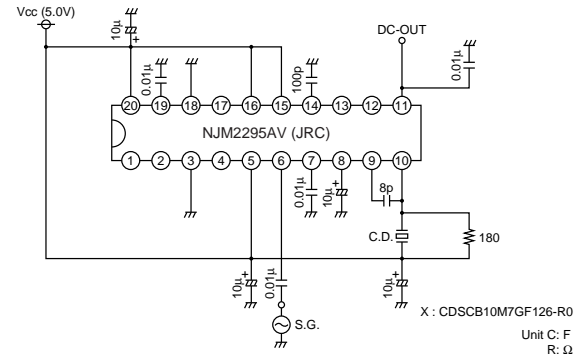 Vcc (5.0V)
10μ
+
0.01μ
100p
DC-OUT
0.01μ
20 19 18 17 16 15 14 13 12 11
NJM2295AV (JRC)
1 2 3 4 5 6 7 8 9 10
0.01μ
10μ
+
8p
C.D.
180
10μ
+
0.01μ
10μ
+
S.G.
X : CDSCB10M7GF126-R0
Unit C: F
R: Ω